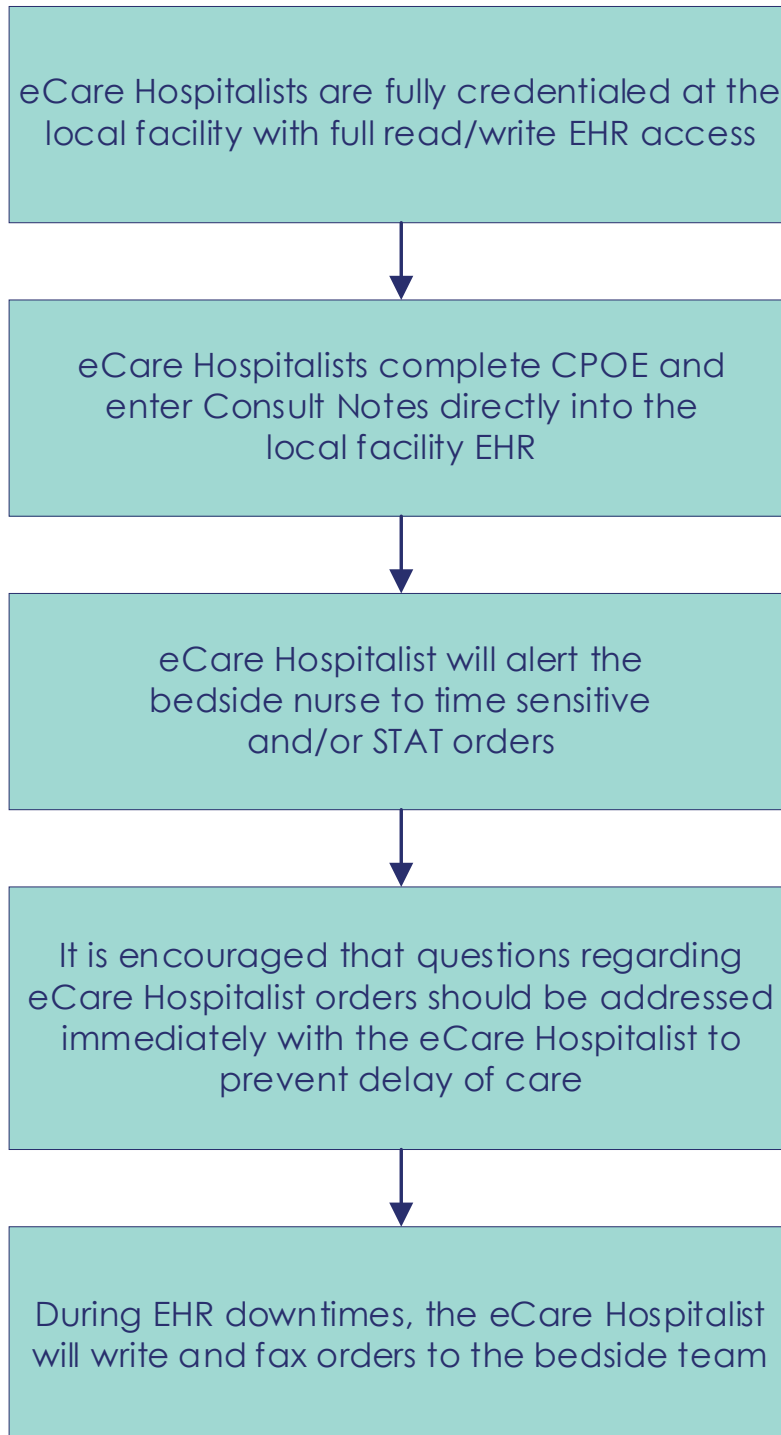 eCare Hospitalists are fully credentialed at the
local facility with full read/write EHR access
eCare Hospitalists complete CPOE and
enter Consult Notes directly into the
local facility EHR
eCare Hospitalist will alert the
bedside nurse to time sensitive
and/or STAT orders
It is encouraged that questions regarding
eCare Hospitalist orders should be addressed
immediately with the eCare Hospitalist to
prevent delay of care
During EHR downtimes, the eCare Hospitalist
will write and fax orders to the bedside team